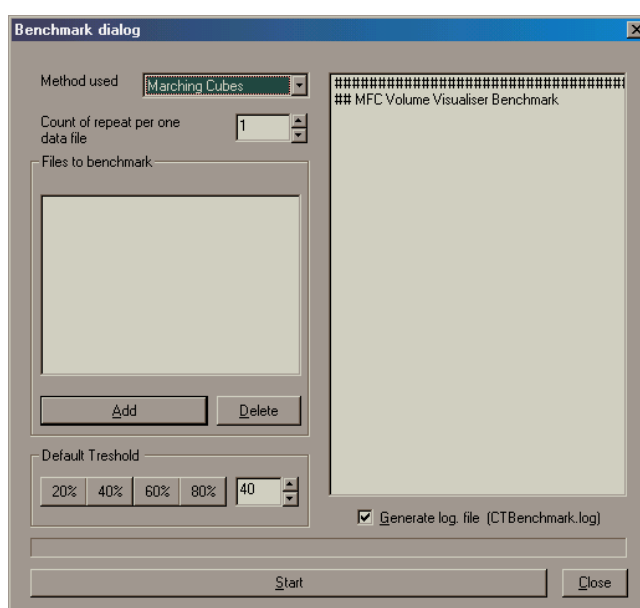 Benchmark dialog
Method used
Marching Cubes
Count of repeat per one
data file
1
Files to benchmark
Add
Delete
Default Treshold
20%
40%
60%
80%
40
##################################
## MFC Volume Visualiser Benchmark
Generate log. file (CTBenchmark.log)
Start
Close